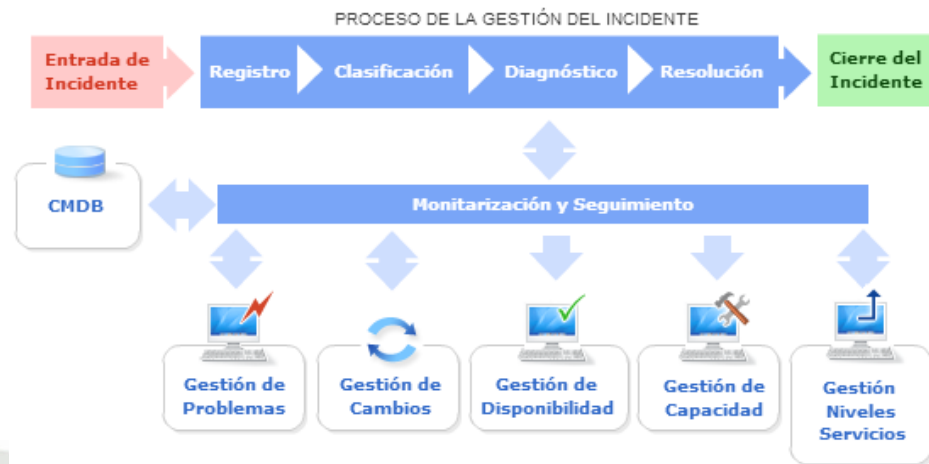 PROCESO DE LA GESTIÓN DEL INCIDENTE
Entrada de
Incidente
Registro
Clasificación
Diagnóstico
Resolución
Cierre del
Incidente
CMDB
Monitarización y Seguimiento
Gestión de
Problemas
Gestión de
Cambios
Gestión de
Disponibilidad
Gestión de
Capacidad
Gestión
Niveles
Servicios